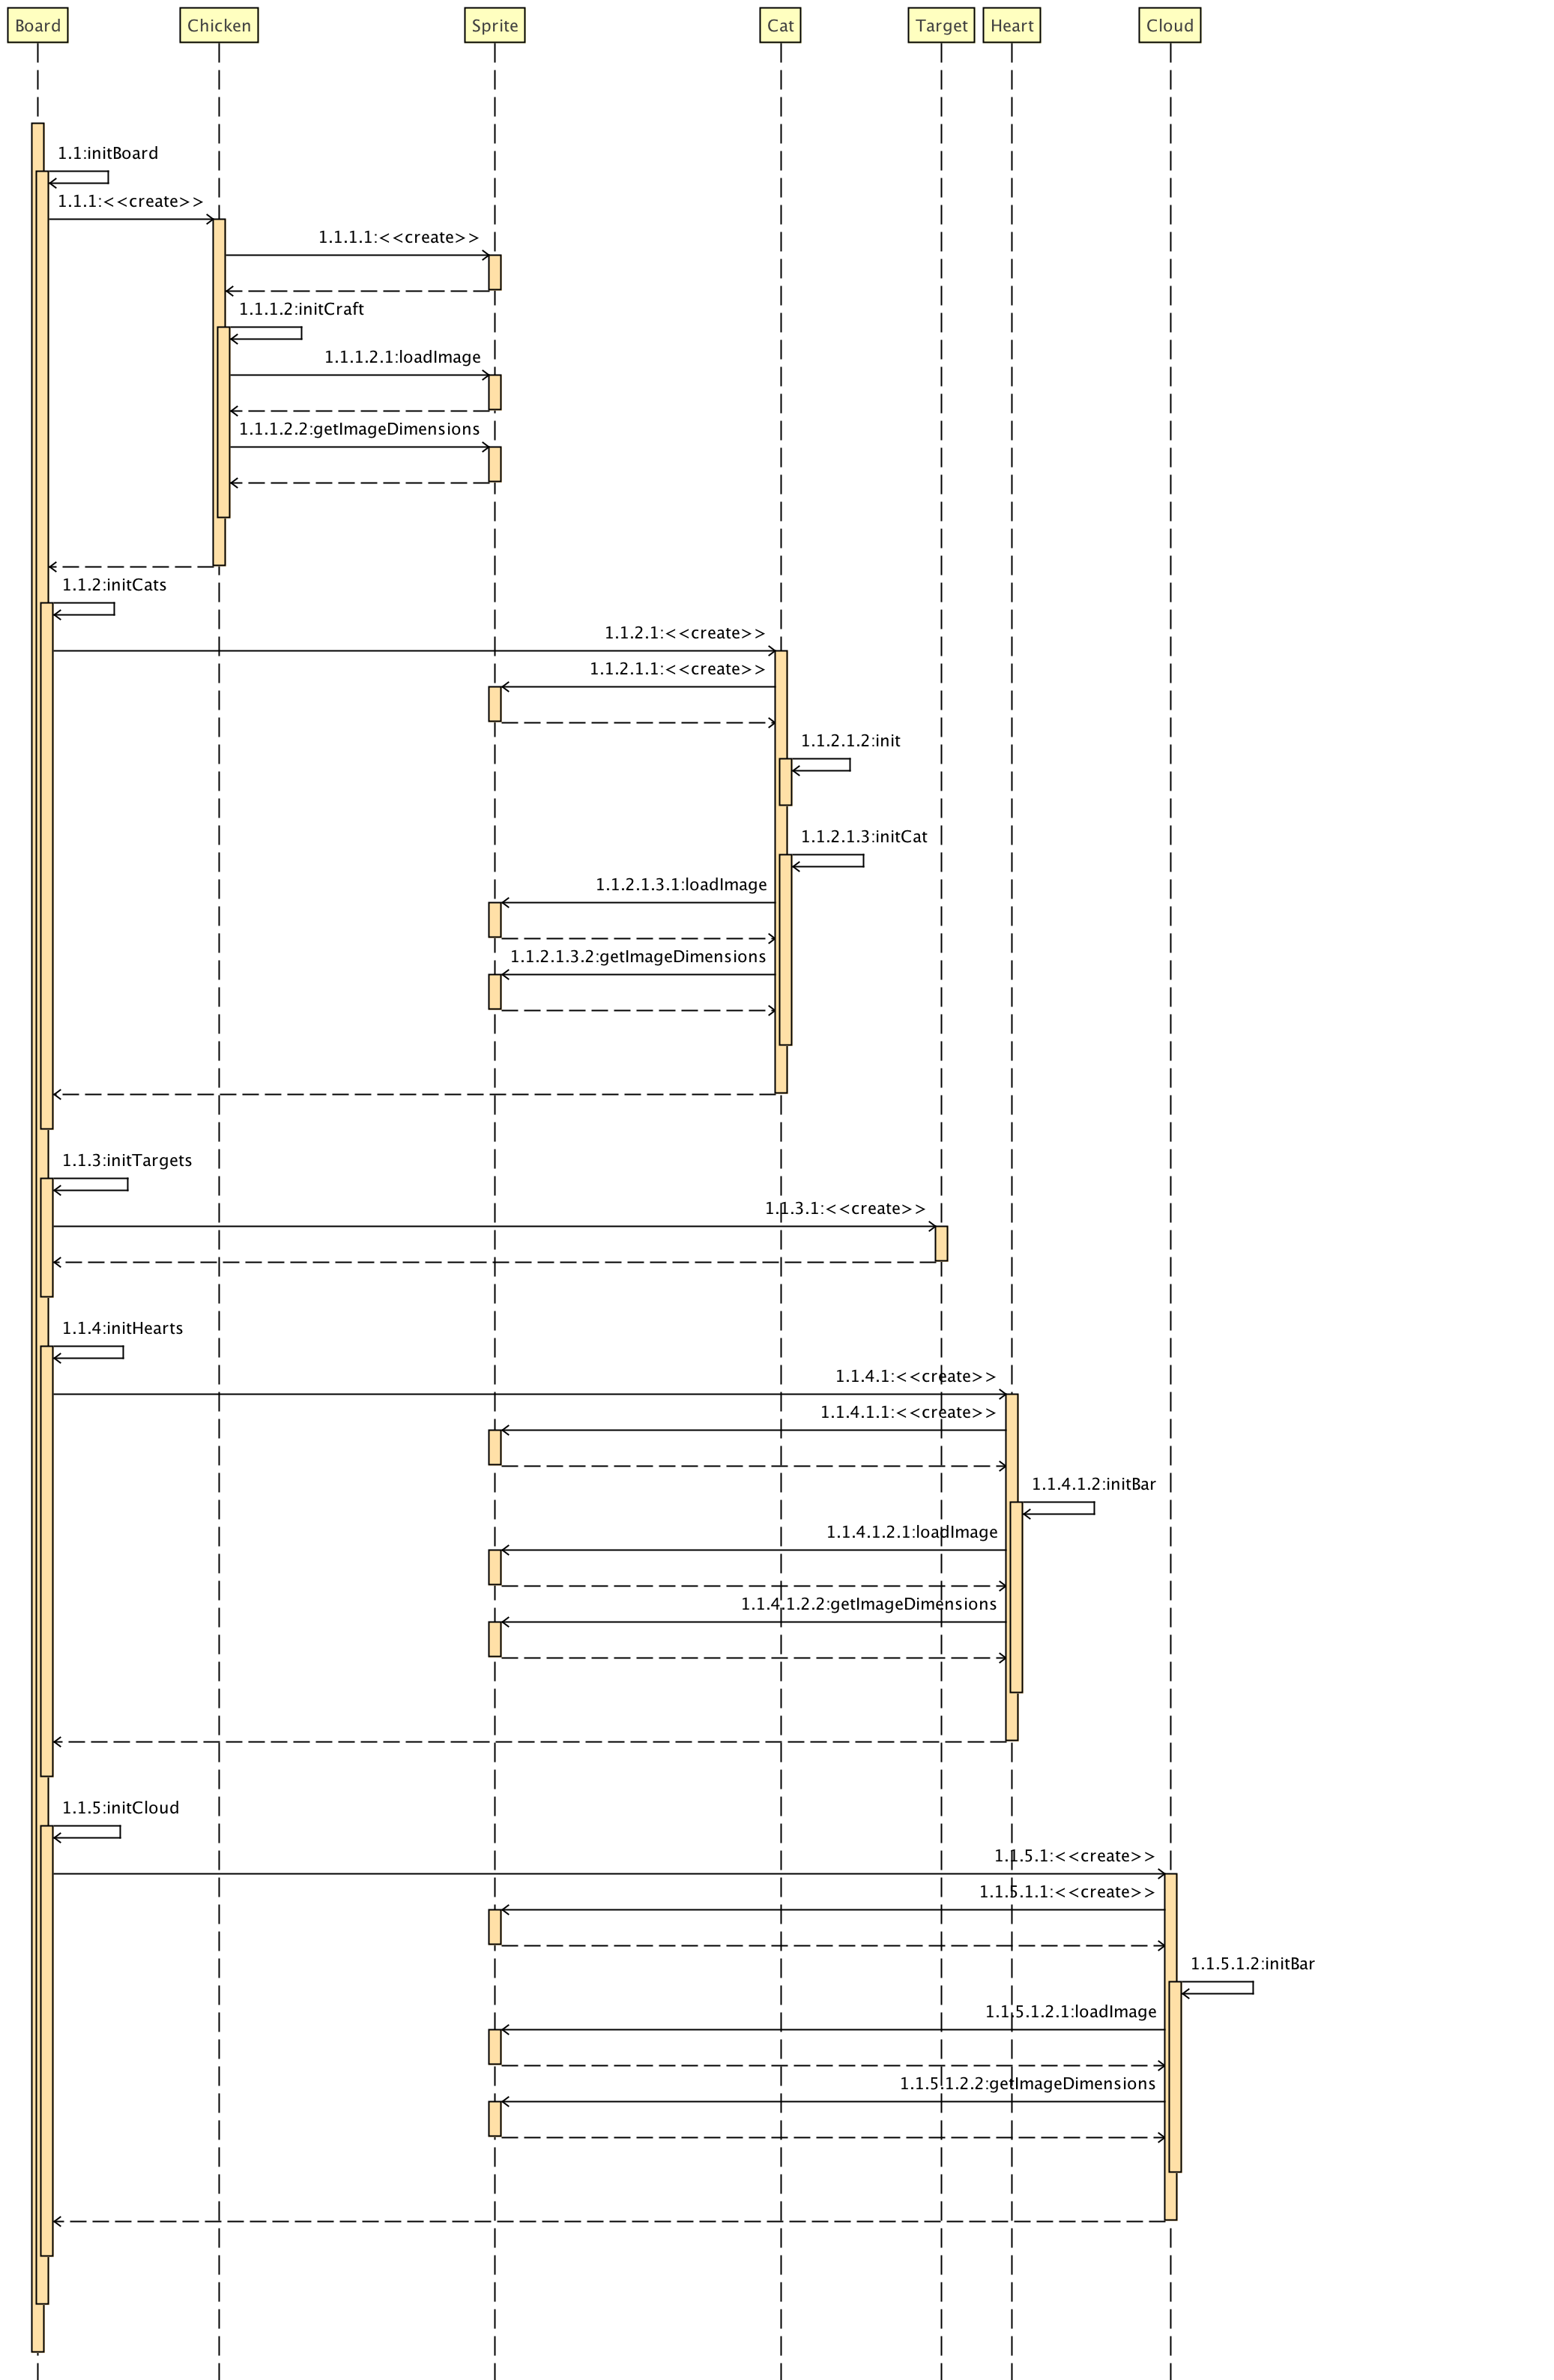 Board
Chicken
Sprite
Cat
Target
Heart
Cloud
1.1:initBoard
1.1.1:<<create>>
1.1.1.1:<<create>>
1.1.1.2:initCraft
1.1.1.2.1:loadImage
1.1.1.2.2:getImageDimensions
1.1.2:initCats
1.1.2.1:<<create>>
1.1.2.1.1:<<create>>
1.1.2.1.2:init
1.1.2.1.3:initCat
1.1.2.1.3.1:loadImage
1.1.2.1.3.2:getImageDimensions
1.1.3:initTargets
1.1.3.1:<<create>>
1.1.4:initHearts
1.1.4.1:<<create>>
1.1.4.1.1:<<create>>
1.1.4.1.2:initBar
1.1.4.1.2.1:loadImage
1.1.4.1.2.2:getImageDimensions
1.1.5:initCloud
1.1.5.1:<<create>>
1.1.5.1.1:<<create>>
1.1.5.1.2:initBar
1.1.5.1.2.1:loadImage
1.1.5.1.2.2:getImageDimensions